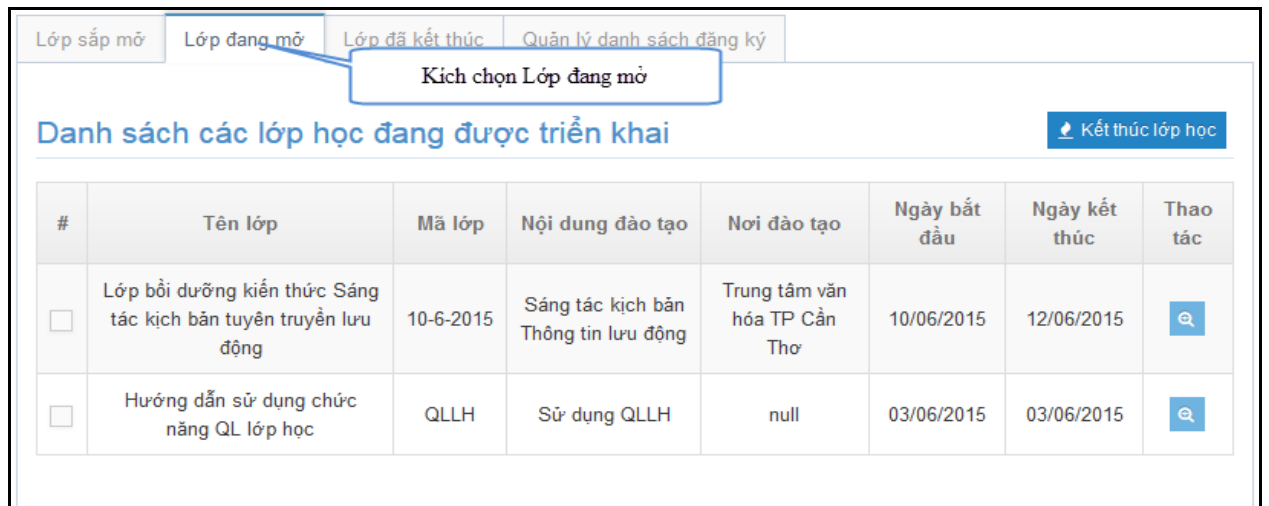 Lớp sắp mở Lớp đang mở Lớp đã kết thúc Quản lý danh sách đăng ký
Kích chọn Lớp đang mở
Danh sách các lớp học đang được triển khai
Kết thúc lớp học
# Tên lớp Mã lớp Nội dung đào tạo Nơi đào tạo Ngày bắt đầu Ngày kết thúc Thao tác
Lớp bồi dưỡng kiến thức Sáng
tác kịch bản tuyên truyền lưu
động
10-6-2015
Sáng tác kịch bản
Thông tin lưu động
Trung tâm văn
hóa TP Cần
Thơ
10/06/2015
12/06/2015
Hướng dẫn sử dụng chức
năng QL lớp học
QLLH
Sử dụng QLLH
null
03/06/2015
03/06/2015